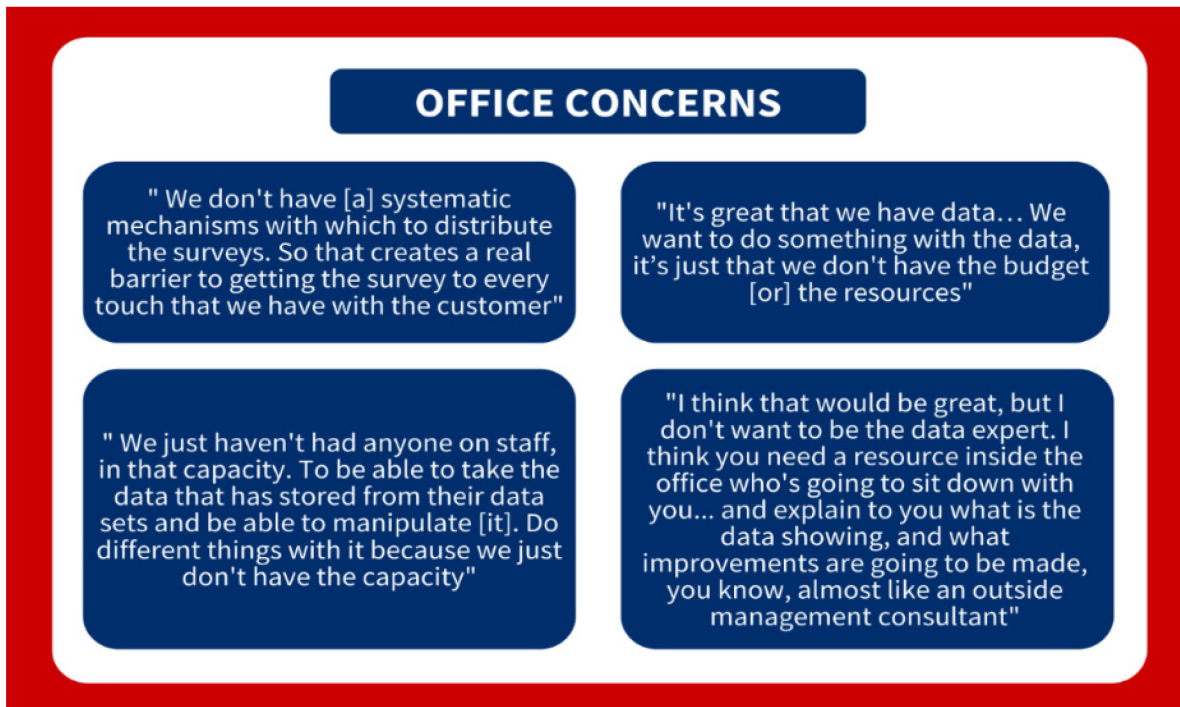 OFFICE CONCERNS
" We don't have [a] systematic
mechanisms with which to distribute
the surveys. So that creates a real
barrier to getting the survey to every
touch that we have with the customer"
"It's great that we have data... We
want to do something with the data,
it’s just that we don't have the budget
[or] the resources"
" We just haven't had anyone on staff,
in that capacity. To be able to take the
data that has stored from their data
sets and be able to manipulate [it]. Do
different things with it because we just
don't have the capacity"
"I think that would be great, but I
don't want to be the data expert. I
think you need a resource inside the
office who's going to sit down with
you... and explain to you what is the
data showing, and what
improvements are going to be made,
you know, almost like an outside
management consultant"